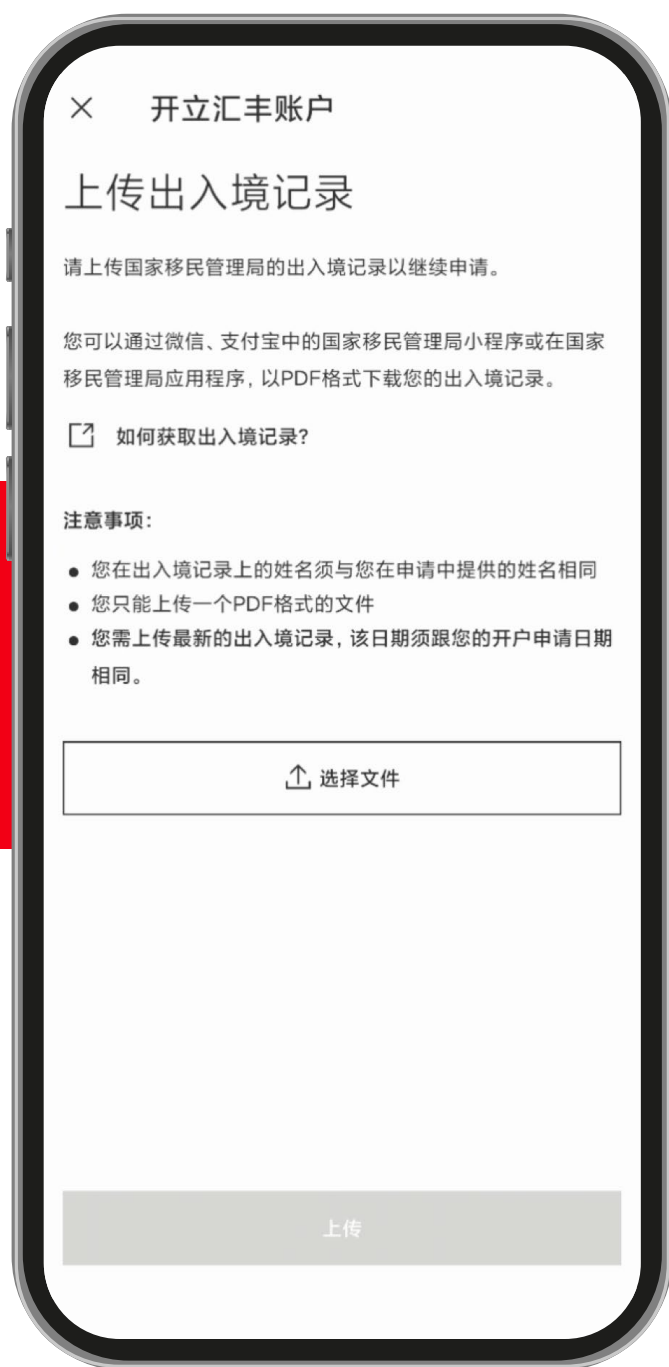 开立汇丰账户
上传出入境记录
请上传国家移民管理局的出入境记录以继续申请。
您可以通过微信、支付宝中的国家移民管理局小程序或在国家
移民管理局应用程序，以PDF格式下载您的出入境记录。
如何获取出入境记录？
注意事项：
• 您在出入境记录上的姓名须与您在申请中提供的姓名相同
• 您只能上传一个PDF格式的文件
• 您需上传最新的出入境记录，该日期须跟您的开户申请日期
相同。
选择文件
上传